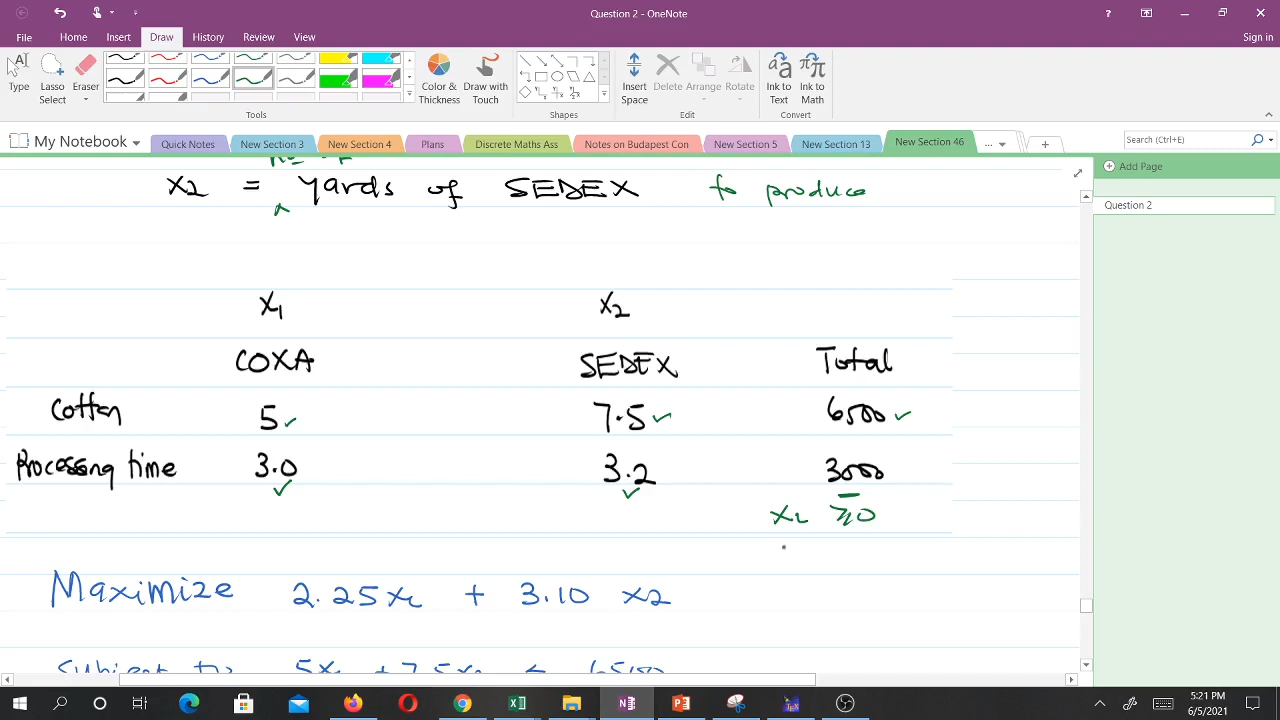 Question 2 - OneNote
Sign in
File Home Insert Draw History Review View
Type
Lasso Select
Eraser
Color & Thickness
Draw with Touch
Insert Space
Delete
Arrange
Rotate
Ink to Text
Ink to Math
Tools
Shapes
Edit
Convert
My Notebook
Quick Notes
New Section 3
New Section 4
Plans
Discrete Maths Ass
Notes on Budapest Con
New Section 5
New Section 13
New Section 46
...
Search (Ctrl+E)
Add Page
Question 2
x2 = yards of SEDEX to produce
x1 x2
COXA SEDEX Total
Cotton 5 ✓ 7.5 ✓ 6500 ✓
Processing time 3.0 ✓ 3.2 ✓ 3000
≥0
Maximize 2.25x1 + 3.10 x2
5:21 PM
6/5/2021